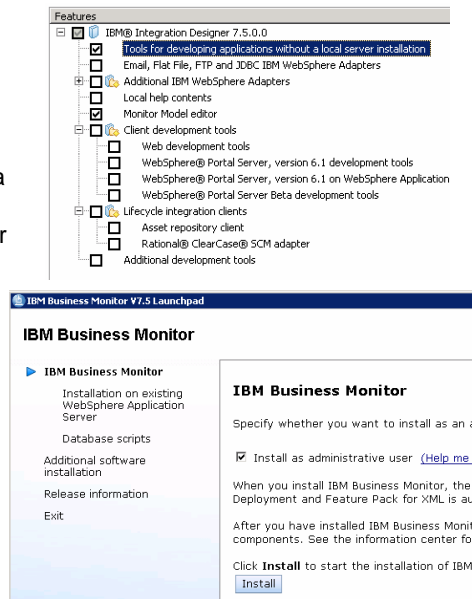 Features
IBM® Integration Designer 7.5.0.0
Tools for developing applications without a local server installation
Email, Flat File, FTP and JDBC IBM WebSphere Adapters
Additional IBM WebSphere Adapters
Local help contents
Monitor Model editor
Client development tools
Web development tools
WebSphere® Portal Server, version 6.1 development tools
WebSphere® Portal Server, version 6.1 on WebSphere Application
WebSphere® Portal Server Beta development tools
Lifecycle integration clients
Asset repository client
Rational® ClearCase® SCM adapter
Additional development tools
a
r
IBM Business Monitor V7.5 Launchpad
IBM Business Monitor
IBM Business Monitor
Installation on existing
WebSphere Application
Server
Database scripts
Additional software
installation
Release information
Exit
IBM Business Monitor
Specify whether you want to install as an a
Install as administrative user (Help me
When you install IBM Business Monitor, the
Deployment and Feature Pack for XML is au
After you have installed IBM Business Monit
components. See the information center fo
Click Install to start the installation of IBM
Install